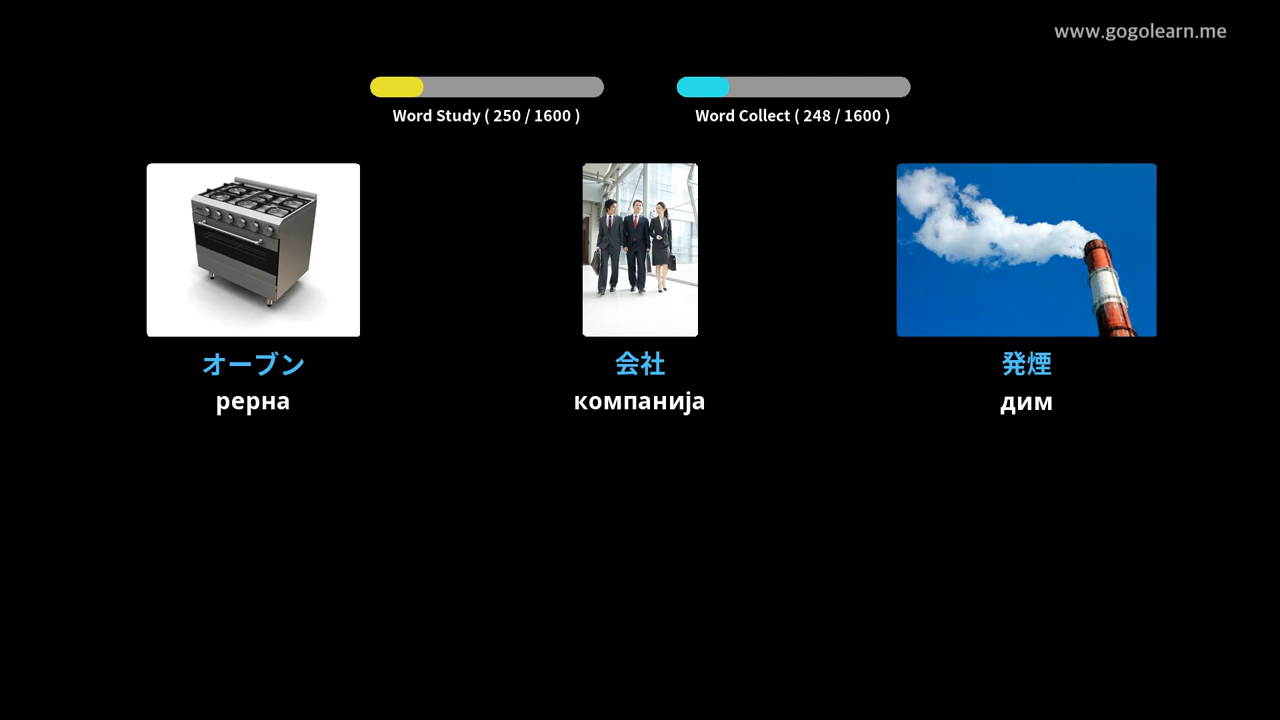 www.gogolearn.me
Word Study ( 250 / 1600 )
Word Collect ( 248 / 1600 )
オーブン
рерна
会社
компанија
発煙
дим